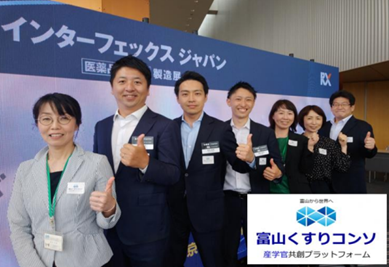 インターフェックス ジャパン
医薬品
製造展
RX
富山から世界へ
富山くすりコンソ
産学官共創プラットフォーム